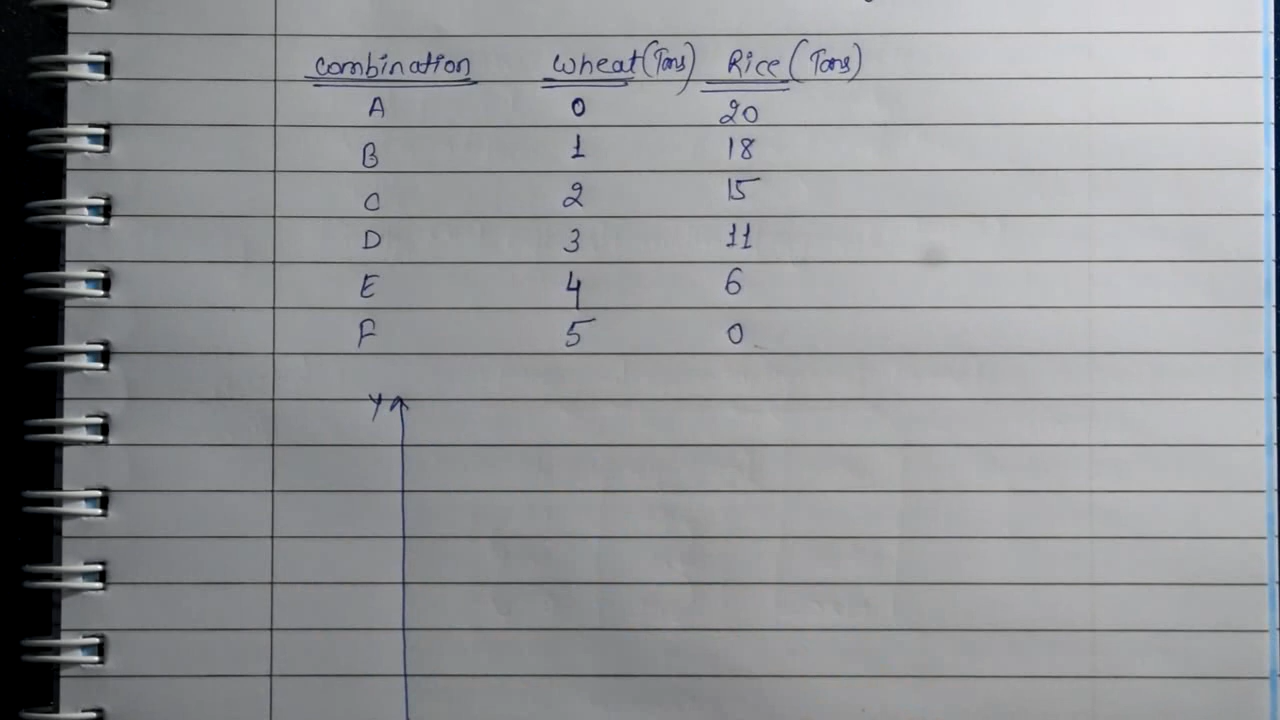 Combination Wheat (Tons) Rice (Tons)
A 0 20
B 1 18
C 2 15
D 3 11
E 4 6
F 5 0
Y